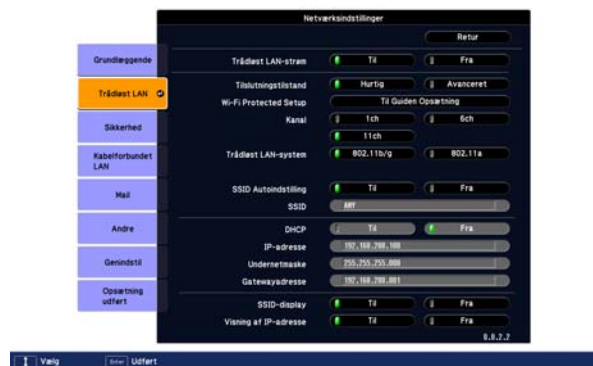 Netværksindstillinger
Retur
Grundlæggende
Trådløst LAN
Sikkerhed
Kabelforbundet
LAN
Mail
Andre
Genindstil
Opsætning
udført
Trådløst LAN-strøm Til Fra
Tilslutningstilstand Hurtig Avanceret
Wi-Fi Protected Setup Til Guiden Opsætning
Kanal 1ch 6ch
11ch
Trådløst LAN-system 802.11b/g 802.11a
SSID Autoindstilling Til Fra
SSID ANY
DHCP Til Fra
IP-adresse 192.168.200.100
Undernetmaske 255.255.255.000
Gatewayadresse 192.168.200.001
SSID-display Til Fra
Visning af IP-adresse Til Fra
0.0.2.2
Vælg Enter Udført